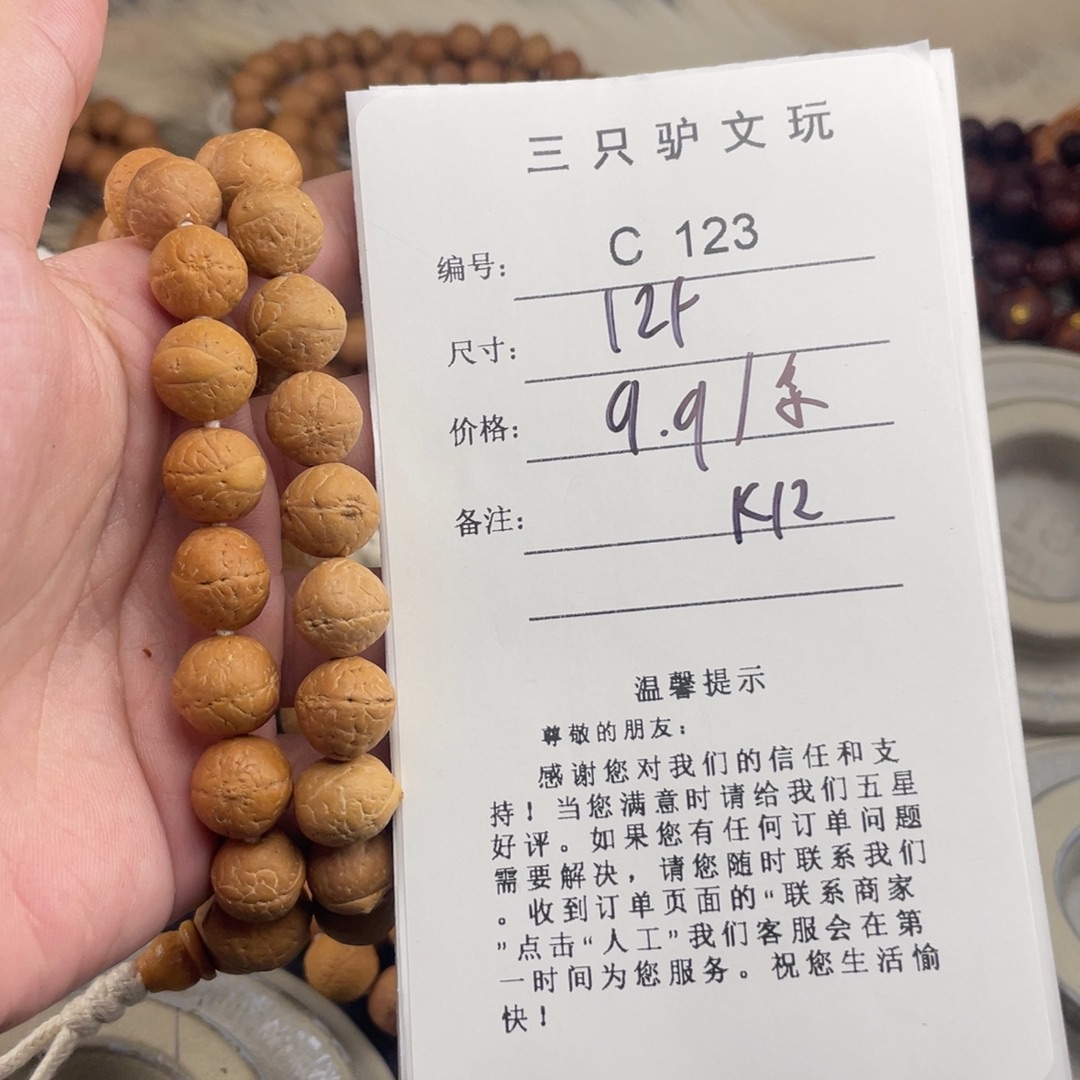 三只驴文玩
编号: C 123
尺寸: 12
价格: 9.9/条
备注: K12
温馨提示
尊敬的朋友:
感谢您对我们的信任和支
持！当您满意时请给我们五星
好评。如果您有任何订单问题
需要解决，请您随时联系我们
。收到订单页面的“联系商家
”点击“人工”我们客服会在第
一时间为您服务。祝您生活愉
快！